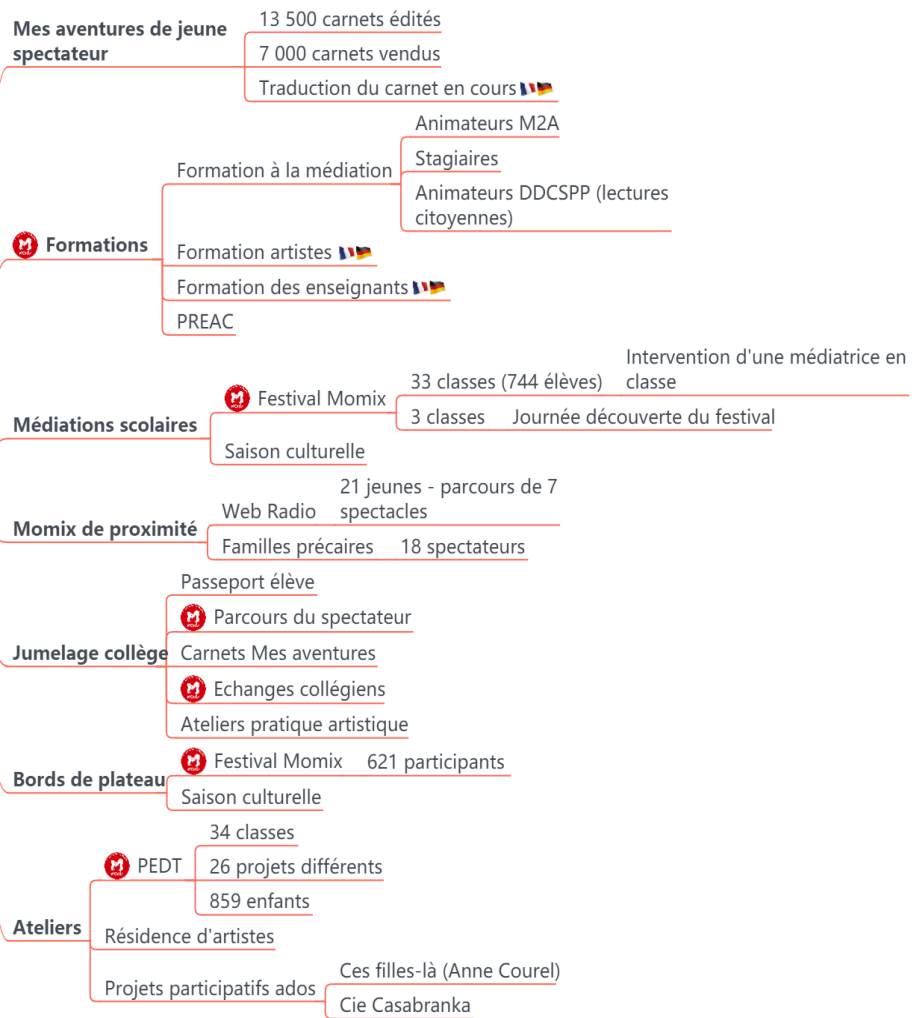 Mes aventures de jeune
spectateur
13 500 carnets édités
7 000 carnets vendus
Traduction du carnet en cours
Formations
Formation à la médiation
Animateurs M2A
Stagiaires
Animateurs DDCSPP (lectures
citoyennes)
Formation artistes
Formation des enseignants
PREAC
Médiations scolaires
Festival Momix
33 classes (744 élèves)
Intervention d'une médiatrice en
classe
3 classes
Journée découverte du festival
Saison culturelle
Momix de proximité
Web Radio
21 jeunes - parcours de 7
spectacles
Familles précaires
18 spectateurs
Jumelage collège
Passeport élève
Parcours du spectateur
Carnets Mes aventures
Echanges collégiens
Ateliers pratique artistique
Bords de plateau
Festival Momix
621 participants
Saison culturelle
Ateliers
PEDT
34 classes
26 projets différents
859 enfants
Résidence d'artistes
Projets participatifs ados
Ces filles-là (Anne Courel)
Cie Casabranka